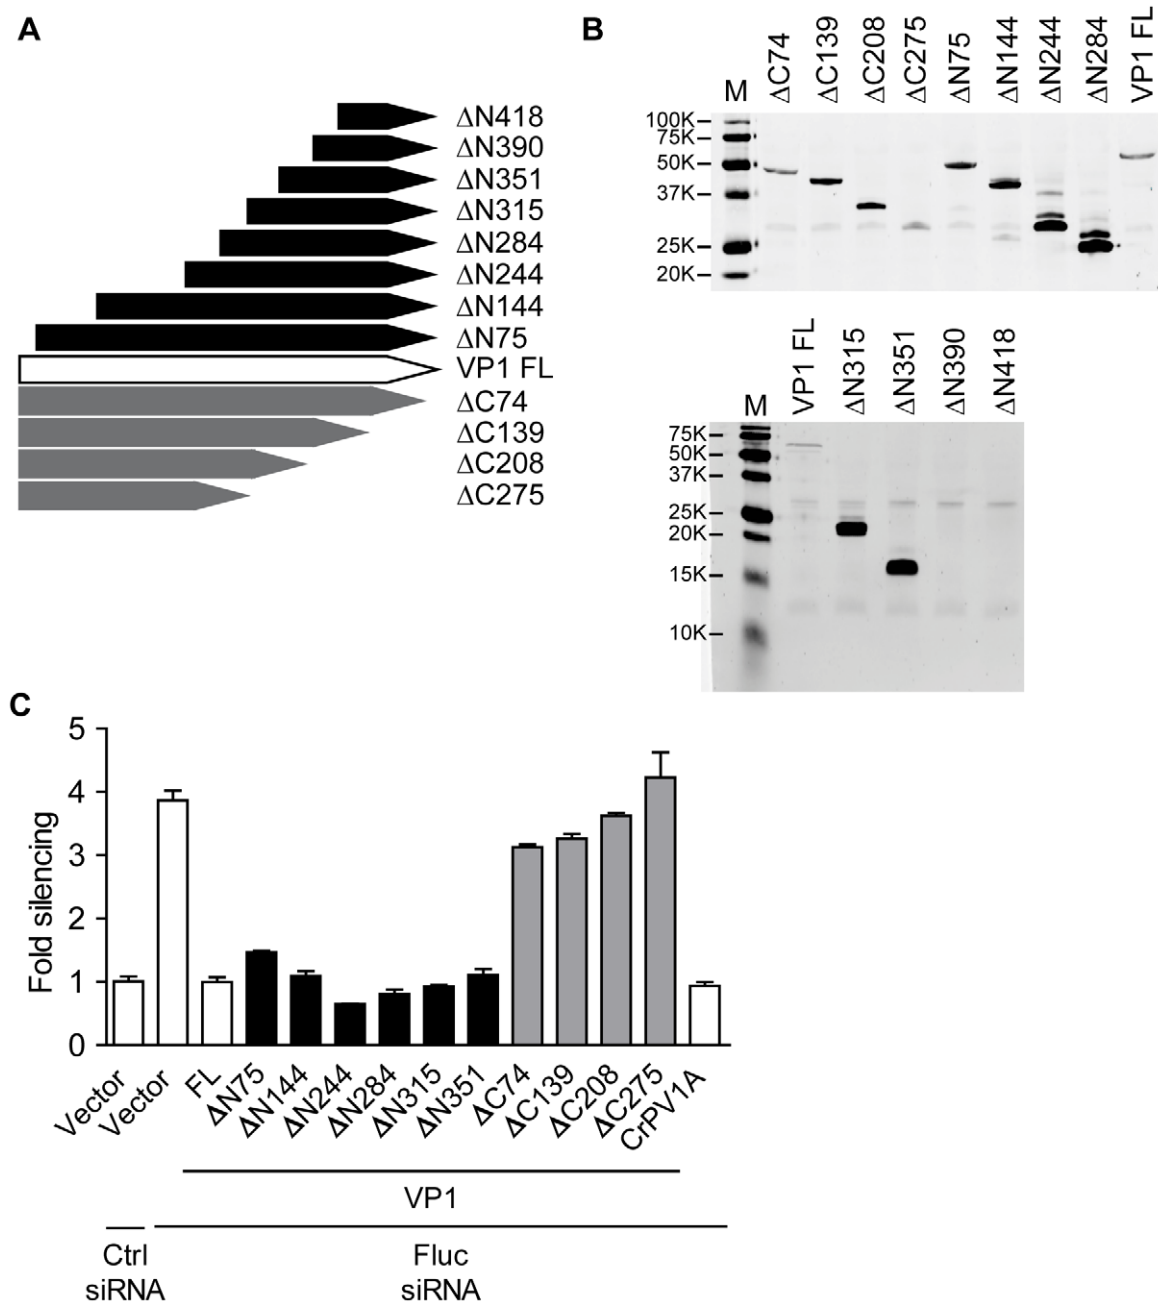 A
ΔN418
ΔN390
ΔN351
ΔN315
ΔN284
ΔN244
ΔN144
ΔN75
VP1 FL
ΔC74
ΔC139
ΔC208
ΔC275
B
M ΔC74 ΔC139 ΔC208 ΔC275 ΔN75 ΔN144 ΔN244 ΔN284 VP1 FL
100K
75K
50K
37K
25K
20K
M VP1 FL ΔN315 ΔN351 ΔN390 ΔN418
75K
50K
37K
25K
20K
15K
10K
C
Fold silencing
5
4
3
2
1
0
Vector Vector FL ΔN75 ΔN144 ΔN244 ΔN284 ΔN315 ΔN351 ΔC74 ΔC139 ΔC208 ΔC275 CrPV1A
VP1
Ctrl siRNA
Fluc siRNA